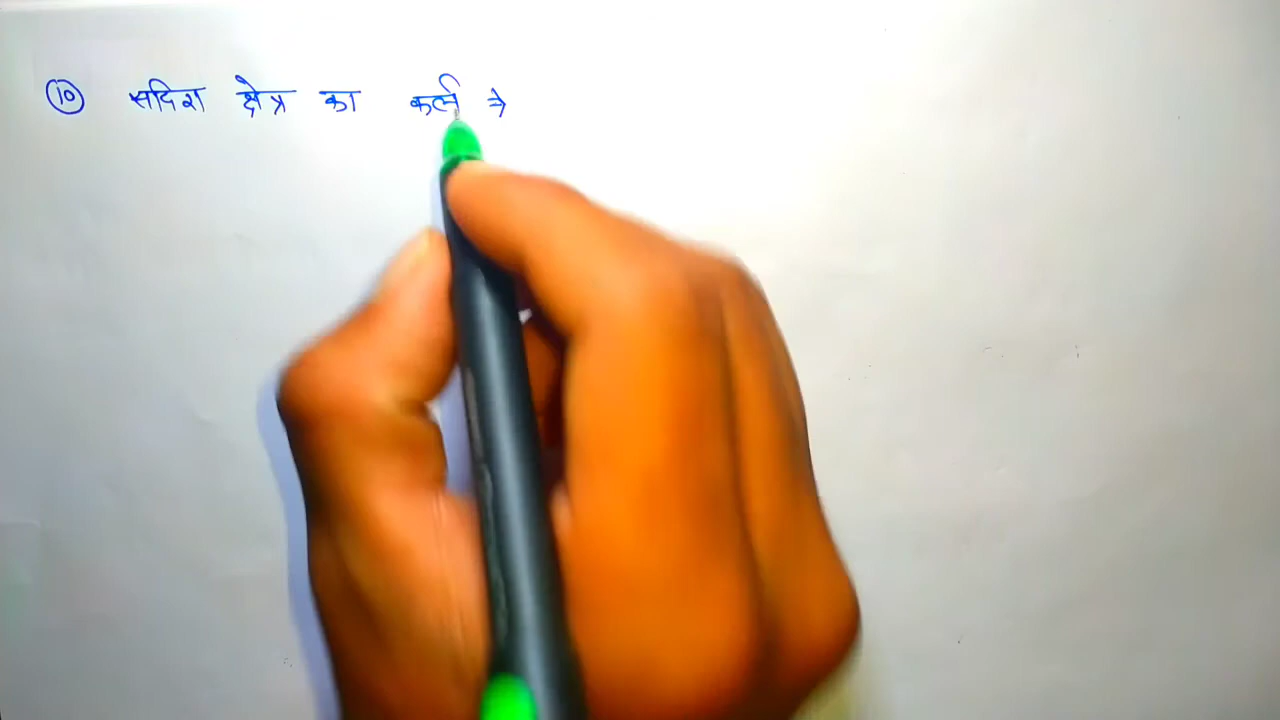 ⑩ सदिश क्षेत्र का कर्ल ⇒